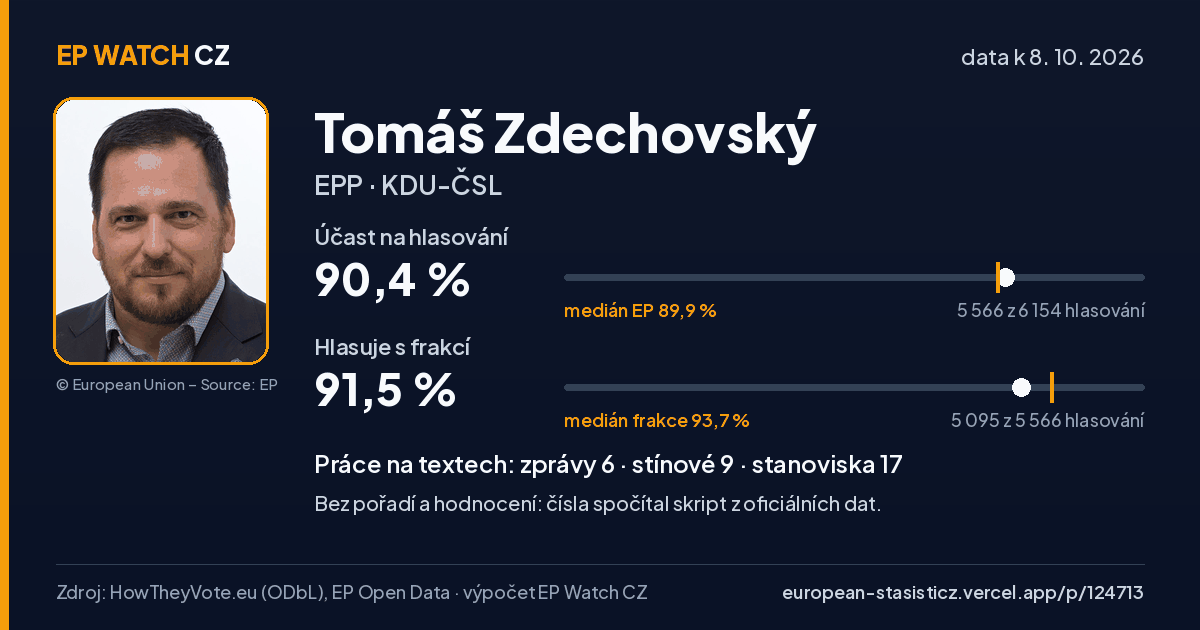 EP WATCH CZ
data k 8. 10. 2026
Tomáš Zdechovský
EPP · KDU-ČSL
Účast na hlasování
90,4 %
medián EP 89,9 %
5 566 z 6 154 hlasování
Hlasuje s frakcí
91,5 %
medián frakce 93,7 %
5 095 z 5 566 hlasování
© European Union – Source: EP
Práce na textech: zprávy 6 · stínové 9 · stanoviska 17
Bez pořadí a hodnocení: čísla spočítal skript z oficiálních dat.
Zdroj: HowTheyVote.eu (ODbL), EP Open Data · výpočet EP Watch CZ
european-stasisticz.vercel.app/p/124713